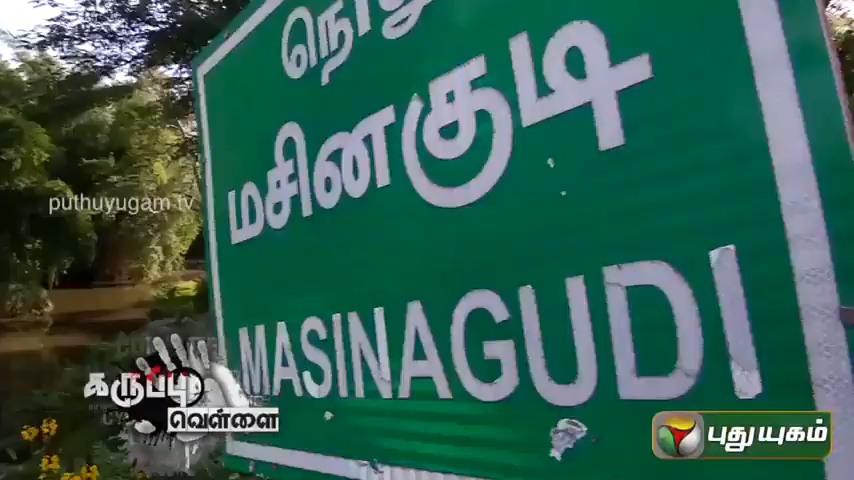 மசினகுடி
puthuyugam.tv
MASINAGUDI
கருப்பு
வெள்ளை
புதுயுகம்